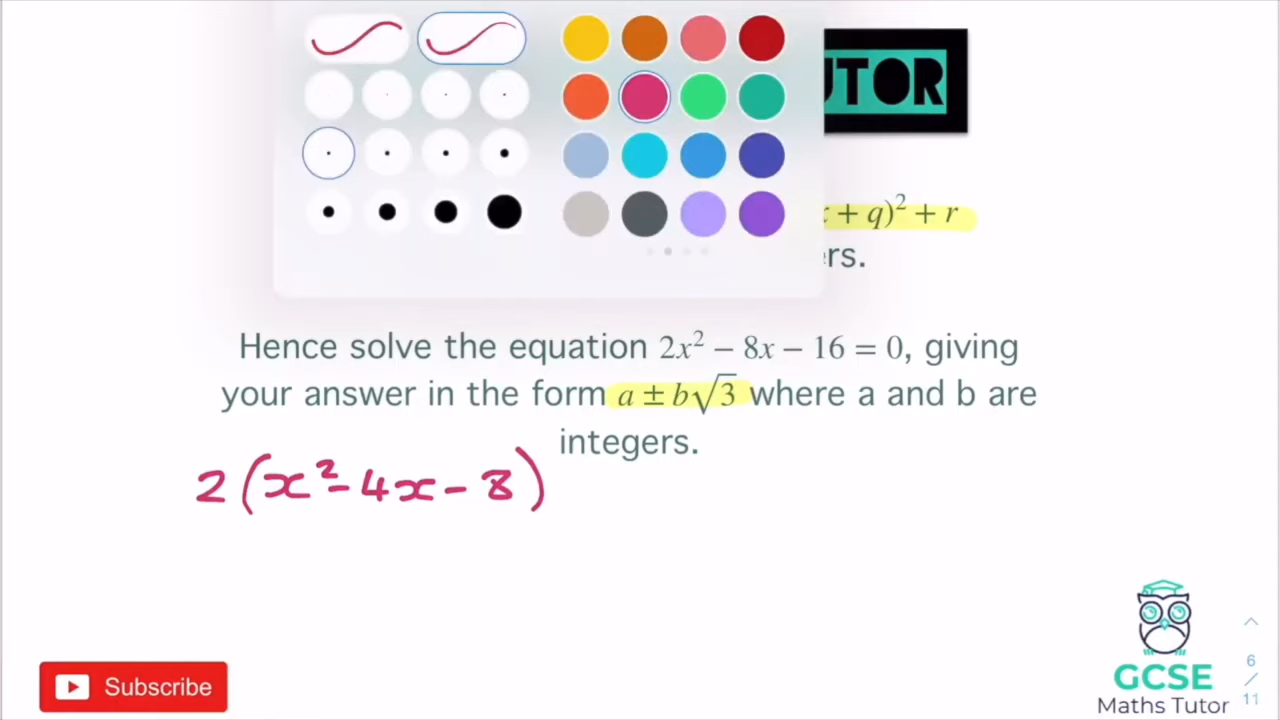 UTOR
+ q)² + r
rs.
Hence solve the equation 2x² − 8x − 16 = 0, giving
your answer in the form a ± b√3 where a and b are
integers.
2(x² - 4x - 8)
Subscribe
GCSE
Maths Tutor
6
/
11